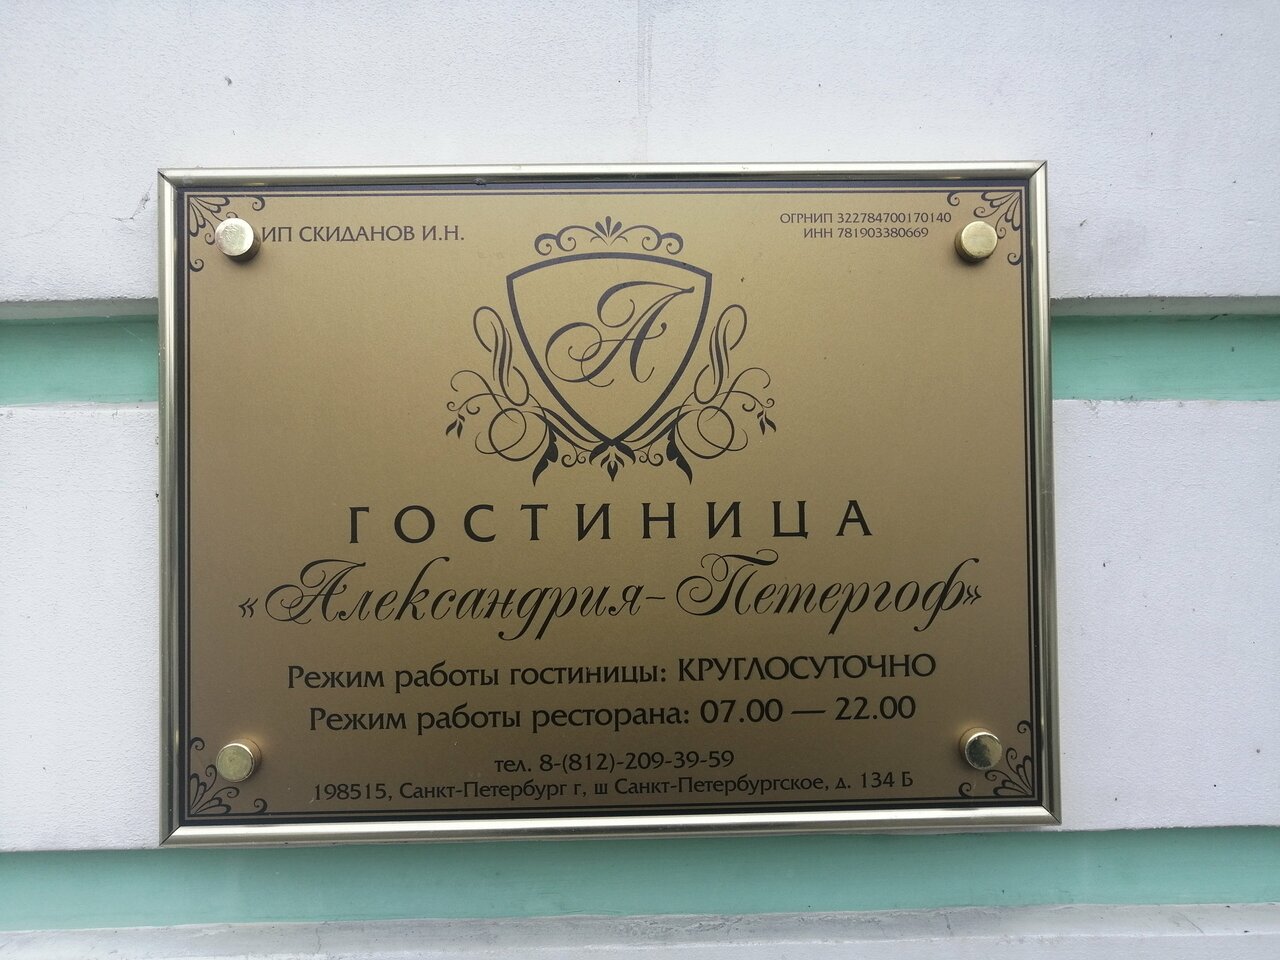 ИП СКИДАНОВ И.Н.
ОГРНИП 322784700170140
ИНН 781903380669
А
ГОСТИНИЦА
«Александрия-Петергоф»
Режим работы гостиницы: КРУГЛОСУТОЧНО
Режим работы ресторана: 07.00 — 22.00
тел. 8-(812)-209-39-59
198515, Санкт-Петербург г, ш Санкт-Петербургское, д. 134 Б